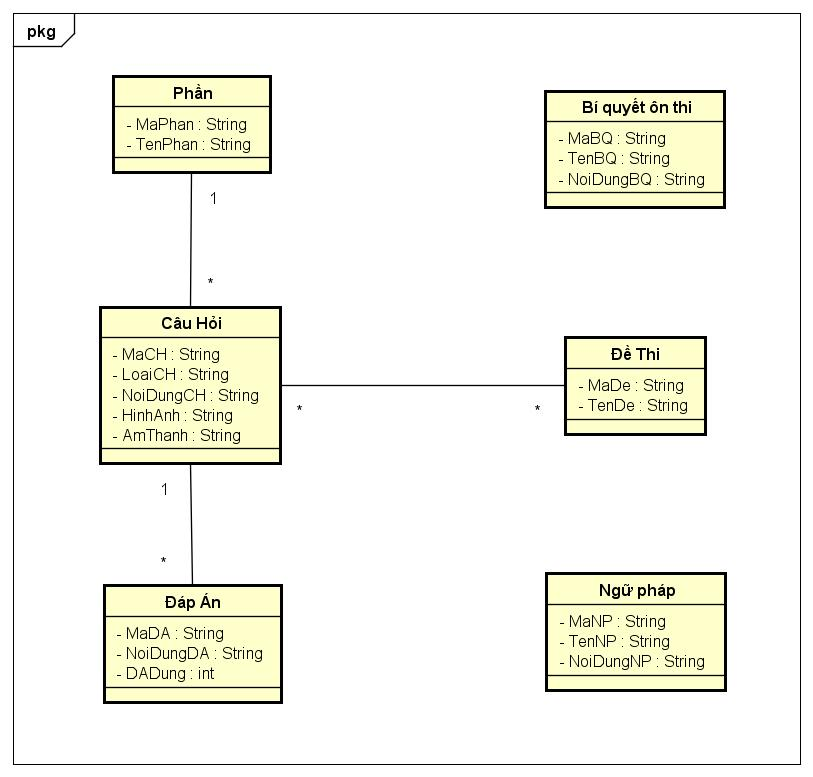 pkg
Phần
- MaPhan : String
- TenPhan : String
1
*
Câu Hỏi
- MaCH : String
- LoaiCH : String
- NoiDungCH : String
- HinhAnh : String
- AmThanh : String
1
*
Đáp Án
- MaDA : String
- NoiDungDA : String
- DADung : int
Bí quyết ôn thi
- MaBQ : String
- TenBQ : String
- NoiDungBQ : String
*
*
Đề Thi
- MaDe : String
- TenDe : String
Ngữ pháp
- MaNP : String
- TenNP : String
- NoiDungNP : String